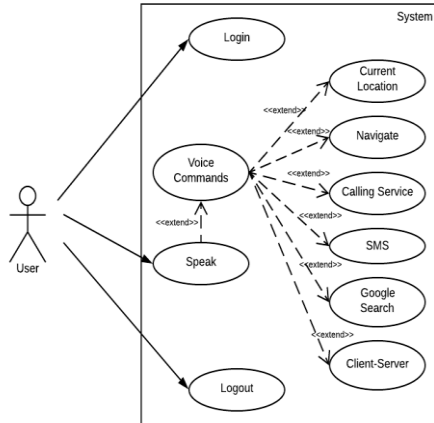 System
Login
Current
Location
<<extend>>
<<extend>>
Navigate
Voice
Commands
<<extend>>
Calling Service
<<extend>>
<<extend>>
SMS
User
Speak
<<extend>>
Google
Search
<<extend>>
Client-Server
Logout